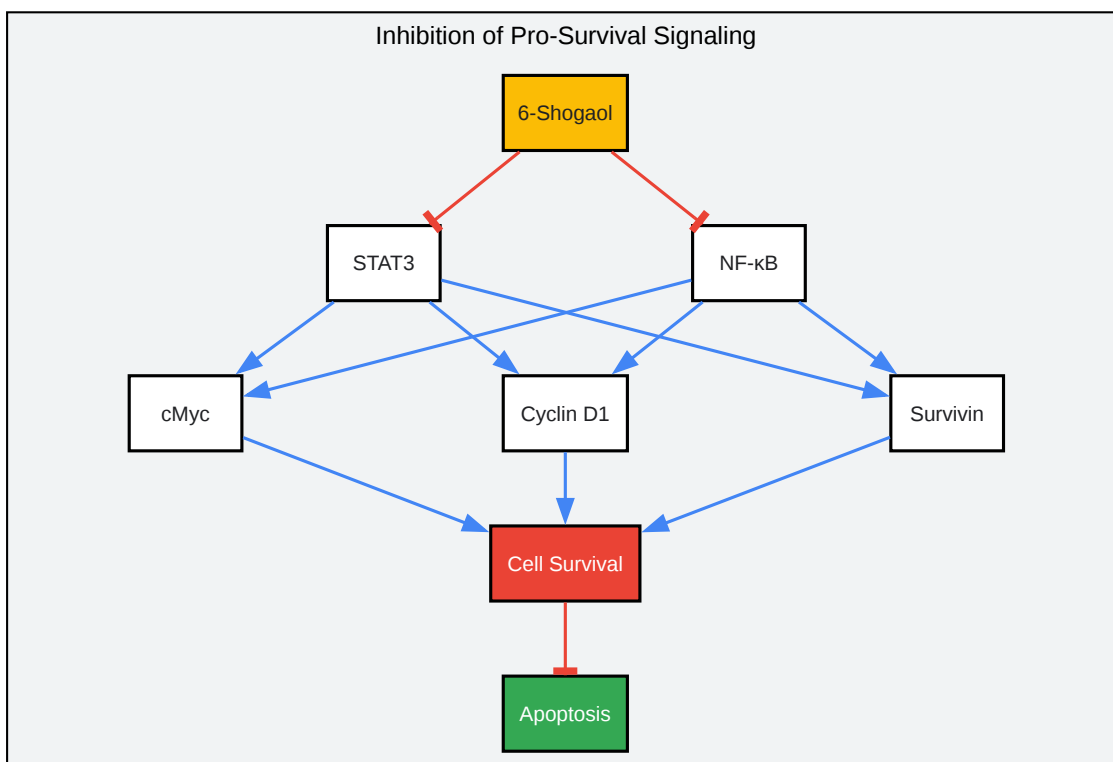 Inhibition of Pro-Survival Signaling
6-Shogaol
STAT3
NF-κB
cMyc
Cyclin D1
Survivin
Cell Survival
Apoptosis